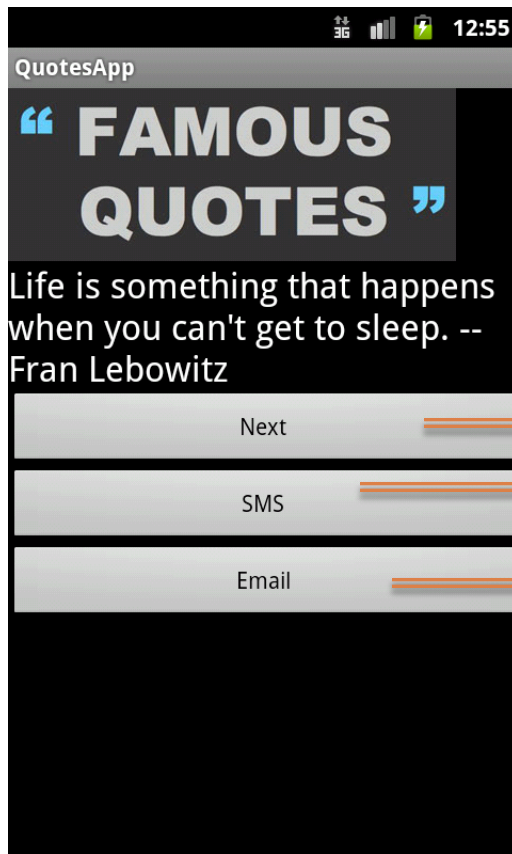 3G 12:55
QuotesApp
“ FAMOUS
QUOTES ”
Life is something that happens
when you can't get to sleep. --
Fran Lebowitz
Next
SMS
Email